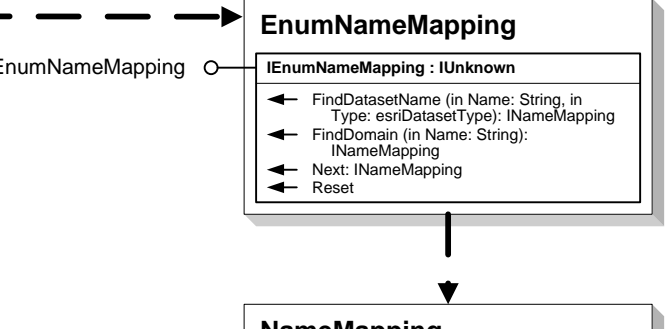 EnumNameMapping
EnumNameMapping
IEnumNameMapping : IUnknown
FindDatasetName (in Name: String, in
Type: esriDatasetType): INameMapping
FindDomain (in Name: String):
INameMapping
Next: INameMapping
Reset
NameMapping